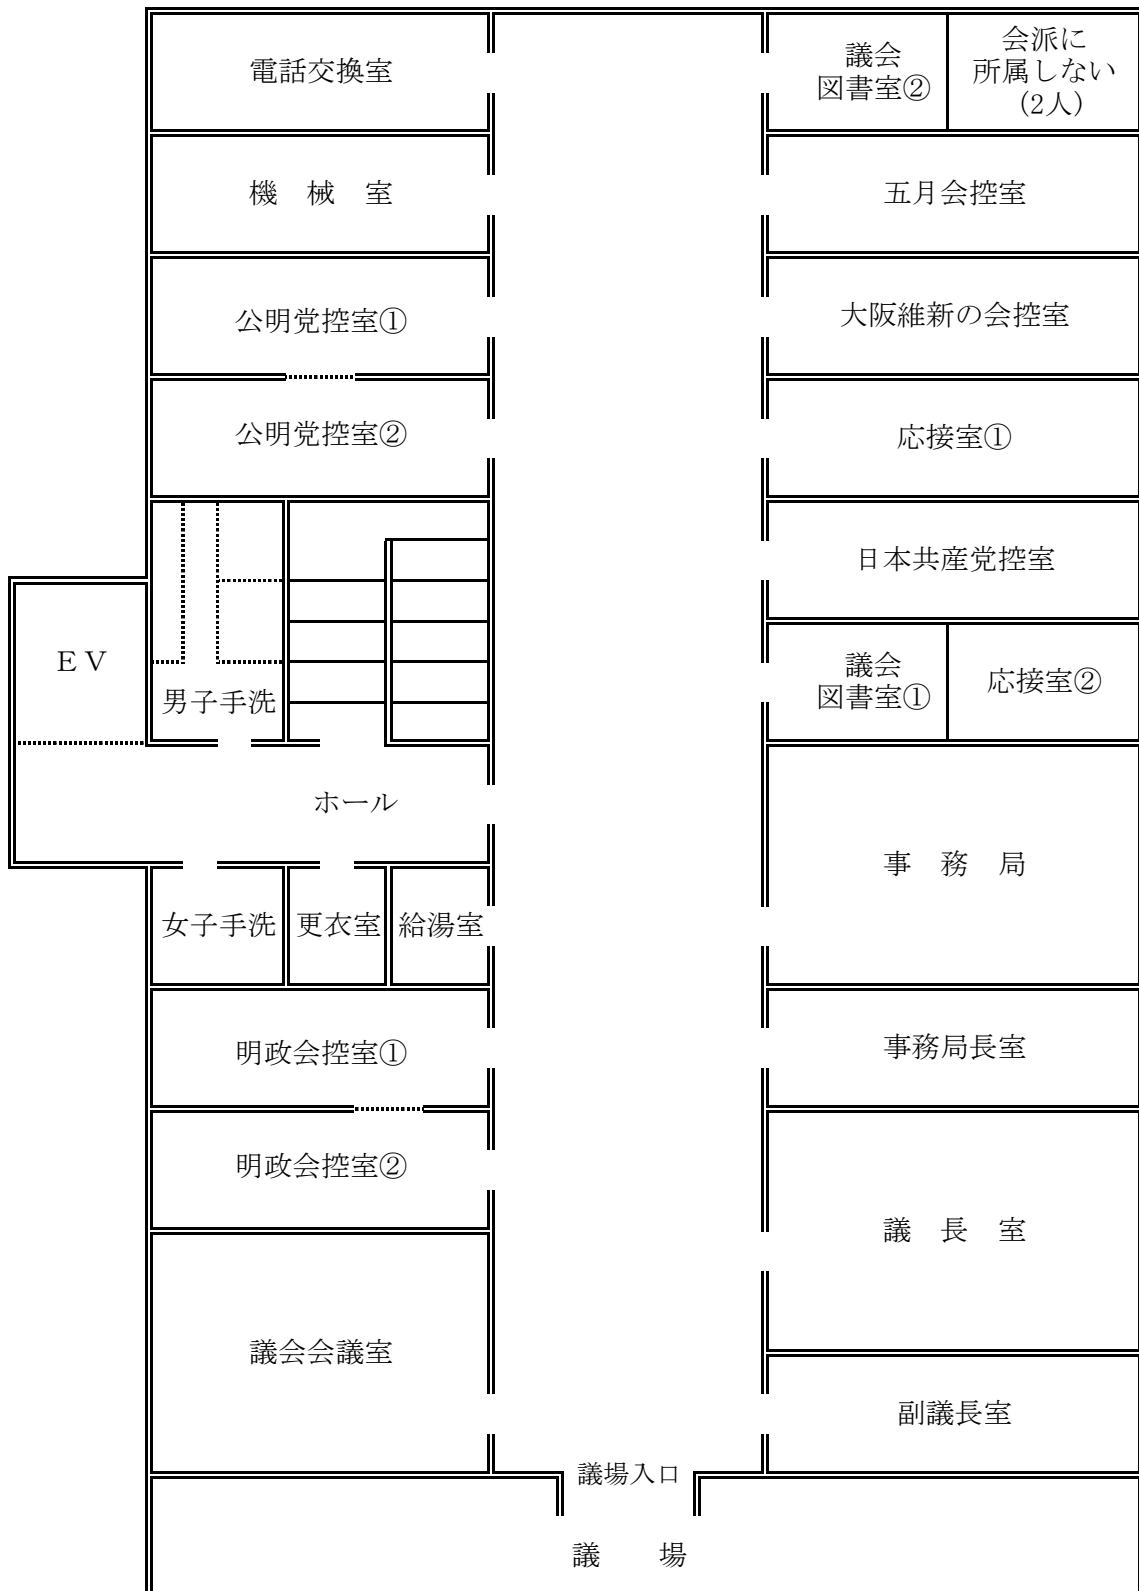 電話交換室
議会
図書室②
会派に
所属しない
(2人)
機　械　室
五月会控室
公明党控室①
大阪維新の会控室
公明党控室②
応接室①
日本共産党控室
ＥＶ
男子手洗
議会
図書室①
応接室②
ホール
事　務　局
女子手洗
更衣室
給湯室
明政会控室①
事務局長室
明政会控室②
議　長　室
議会会議室
副議長室
議場入口
議　　場